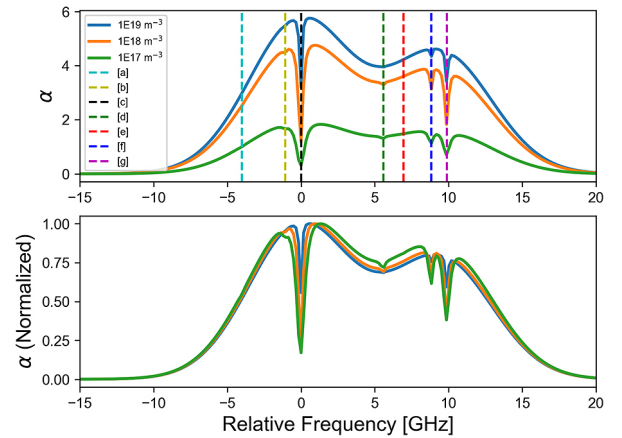 6
4
2
0
α
1E19 m⁻³
1E18 m⁻³
1E17 m⁻³
[a]
[b]
[c]
[d]
[e]
[f]
[g]
−15 −10 −5 0 5 10 15 20
1.00
0.75
0.50
0.25
0.00
α (Normalized)
−15 −10 −5 0 5 10 15 20
Relative Frequency [GHz]